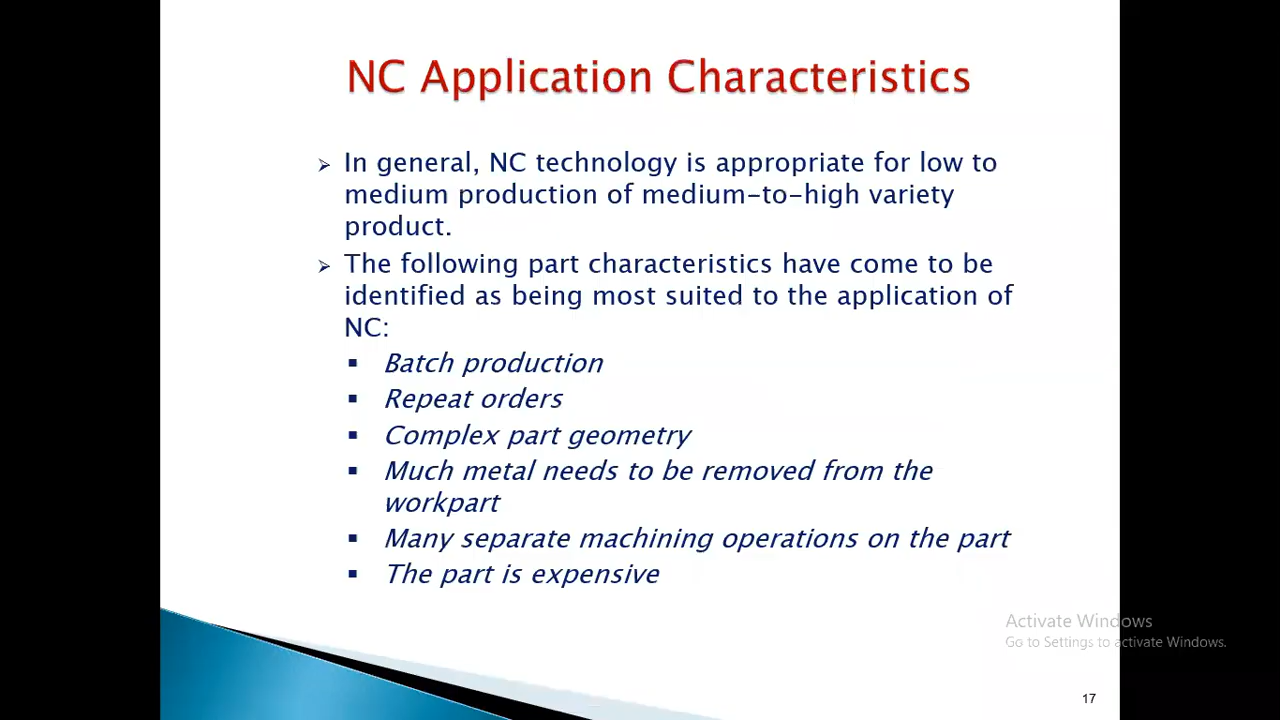 NC Application Characteristics
➢ In general, NC technology is appropriate for low to
medium production of medium-to-high variety
product.
➢ The following part characteristics have come to be
identified as being most suited to the application of
NC:
▪ Batch production
▪ Repeat orders
▪ Complex part geometry
▪ Much metal needs to be removed from the
workpart
▪ Many separate machining operations on the part
▪ The part is expensive
Activate Windows
Go to Settings to activate Windows.
17